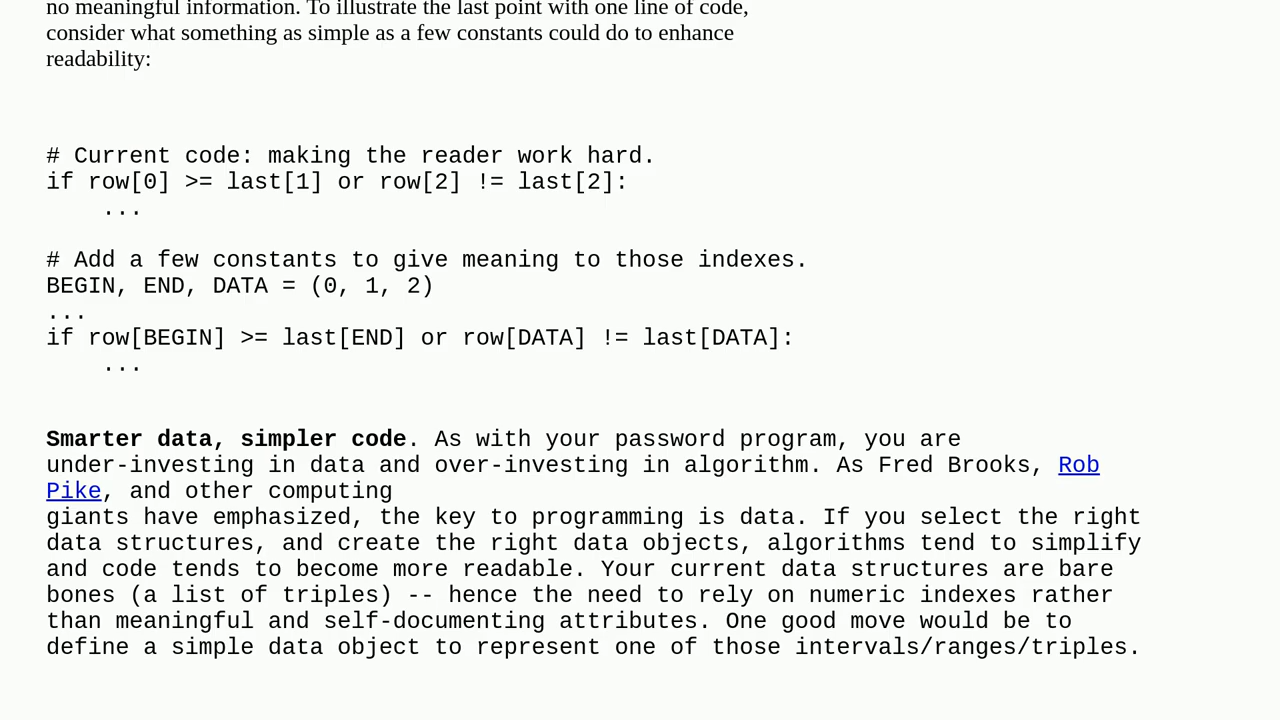 no meaningful information. To illustrate the last point with one line of code,
consider what something as simple as a few constants could do to enhance
readability:
# Current code: making the reader work hard.
if row[0] >= last[1] or row[2] != last[2]:
    ...
# Add a few constants to give meaning to those indexes.
BEGIN, END, DATA = (0, 1, 2)
...
if row[BEGIN] >= last[END] or row[DATA] != last[DATA]:
    ...
Smarter data, simpler code. As with your password program, you are
under-investing in data and over-investing in algorithm. As Fred Brooks, Rob
Pike, and other computing
giants have emphasized, the key to programming is data. If you select the right
data structures, and create the right data objects, algorithms tend to simplify
and code tends to become more readable. Your current data structures are bare
bones (a list of triples) -- hence the need to rely on numeric indexes rather
than meaningful and self-documenting attributes. One good move would be to
define a simple data object to represent one of those intervals/ranges/triples.